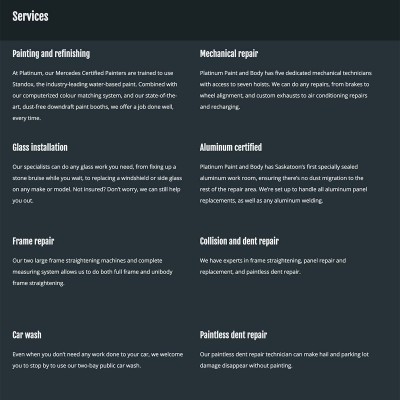 Services
Painting and refinishing
At Platinum, our Mercedes Certified Painters are trained to use
Standox, the industry-leading water-based paint. Combined with
our computerized colour matching system, and our state-of-the-
art, dust-free downdraft paint booths, we offer a job done well,
every time.
Mechanical repair
Platinum Paint and Body has five dedicated mechanical technicians
with access to seven hoists. We can do any repairs, from brakes to
wheel alignment, and custom exhausts to air conditioning repairs
and recharging.
Glass installation
Our specialists can do any glass work you need, from fixing up a
stone bruise while you wait, to replacing a windshield or side glass
on any make or model. Not insured? Don't worry, we can still help
you out.
Aluminum certified
Platinum Paint and Body has Saskatoon's first specially sealed
aluminum work room, ensuring there's no dust migration to the
rest of the repair area. We're set up to handle all aluminum panel
replacements, as well as any aluminum welding.
Frame repair
Our two large frame straightening machines and complete
measuring system allows us to do both full frame and unibody
frame straightening.
Collision and dent repair
We have experts in frame straightening, panel repair and
replacement, and paintless dent repair.
Car wash
Even when you don't need any work done to your car, we welcome
you to stop by to use our two-bay public car wash.
Paintless dent repair
Our paintless dent repair technician can make hail and parking lot
damage disappear without painting.